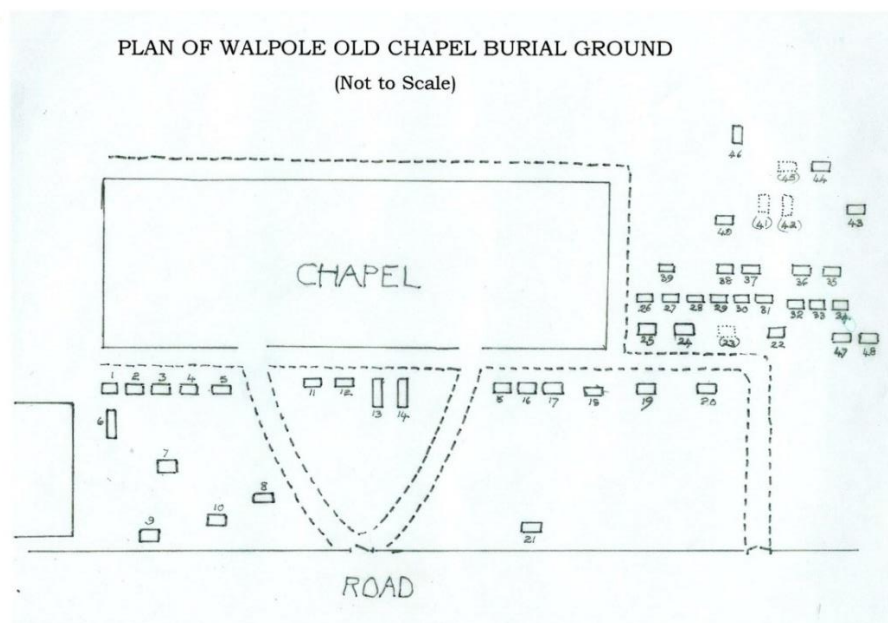 PLAN OF WALPOLE OLD CHAPEL BURIAL GROUND
(Not to Scale)
46
(45) 44
40 (41) (42) 43
CHAPEL
39 38 37 36 35
26 27 28 29 30 31 32 33 34
25 24 (23) 22 47 48
1 2 3 4 5
11 12 13 14
16 17 18 19 20
6
7
8
10
9
21
ROAD